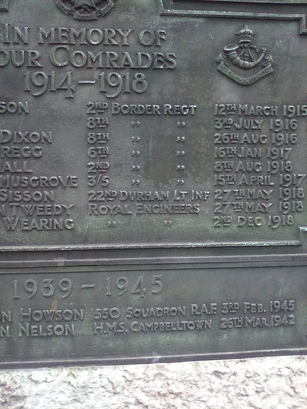 IN MEMORY OF
OUR COMRADES
1914-1918
SON 2ND BORDER REGT 12TH MARCH 1915
8TH " " 3RD JULY 1916
DIXON 8TH " " 26TH AUG 1916
REGG 6TH " " 16TH JAN 1917
HALL 2ND " " 8TH AUG 1918
MUSGROVE 3/5 " " 15TH APRIL 1917
SISSON 22ND DURHAM LT INF 27TH MAY 1918
N TWEEDY ROYAL ENGINEERS 27TH MAY 1918
WEARING " " 2ND DEC 1918
1939 - 1945
N HOWSON 550 SQUADRON R.A.F. 3RD FEB. 1945
N NELSON H.M.S. CAMPBELLTOWN 26TH MAR. 1942